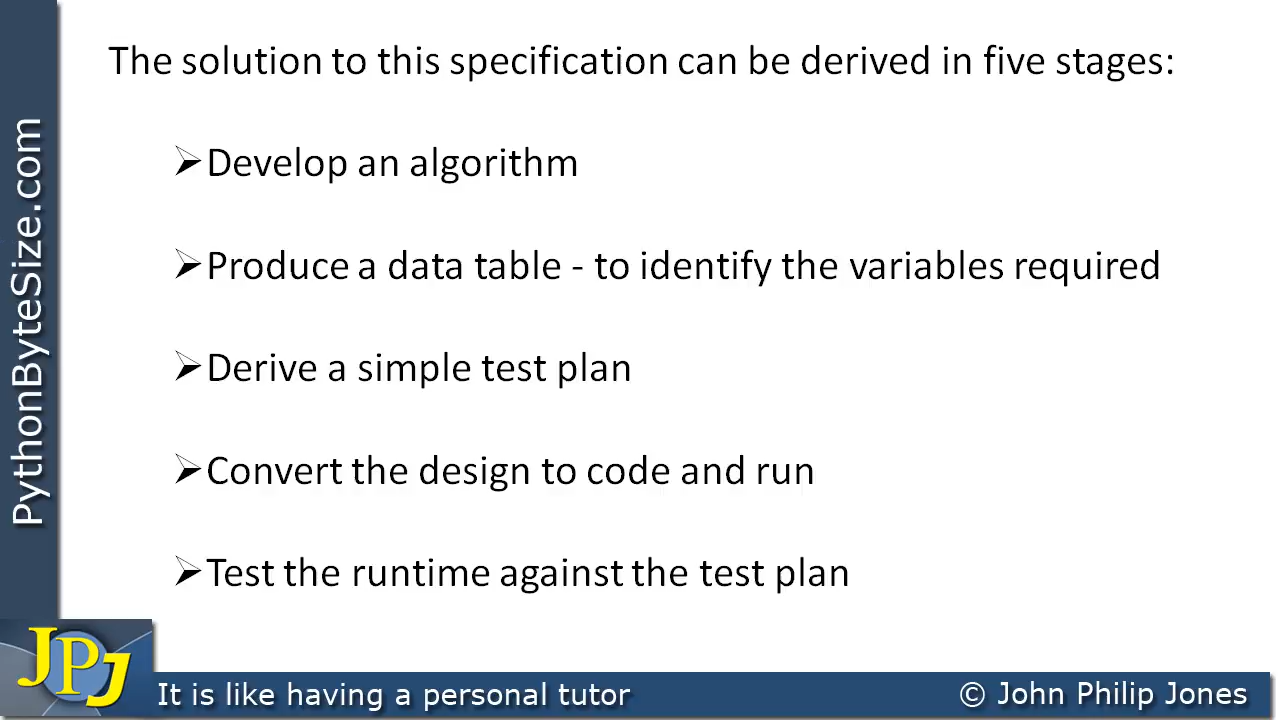 The solution to this specification can be derived in five stages:
➢Develop an algorithm
➢Produce a data table - to identify the variables required
➢Derive a simple test plan
➢Convert the design to code and run
➢Test the runtime against the test plan
PythonByteSize.com
JPJ
It is like having a personal tutor
© John Philip Jones